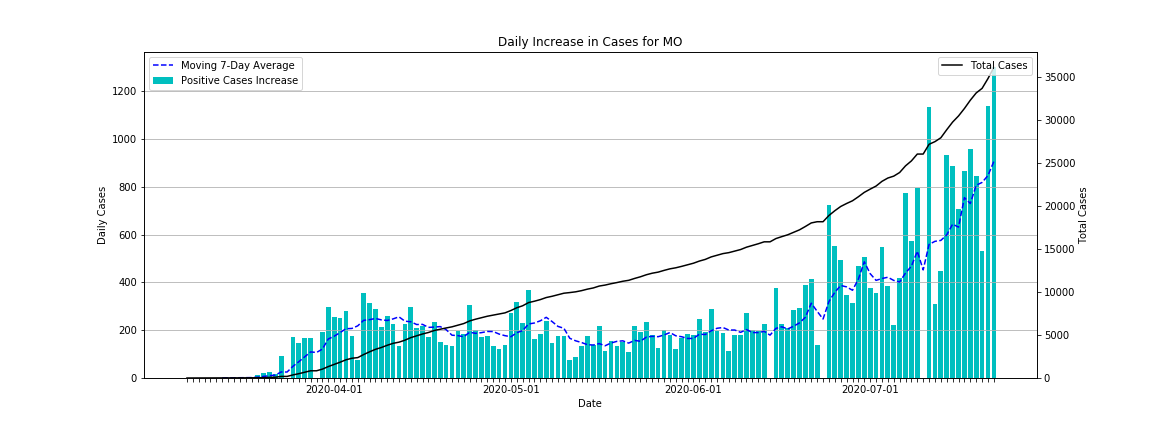 Daily Increase in Cases for MO
Moving 7-Day Average
Positive Cases Increase
Total Cases
1200
1000
800
600
400
200
0
Daily Cases
35000
30000
25000
20000
15000
10000
5000
0
Total Cases
2020-04-01
2020-05-01
2020-06-01
2020-07-01
Date